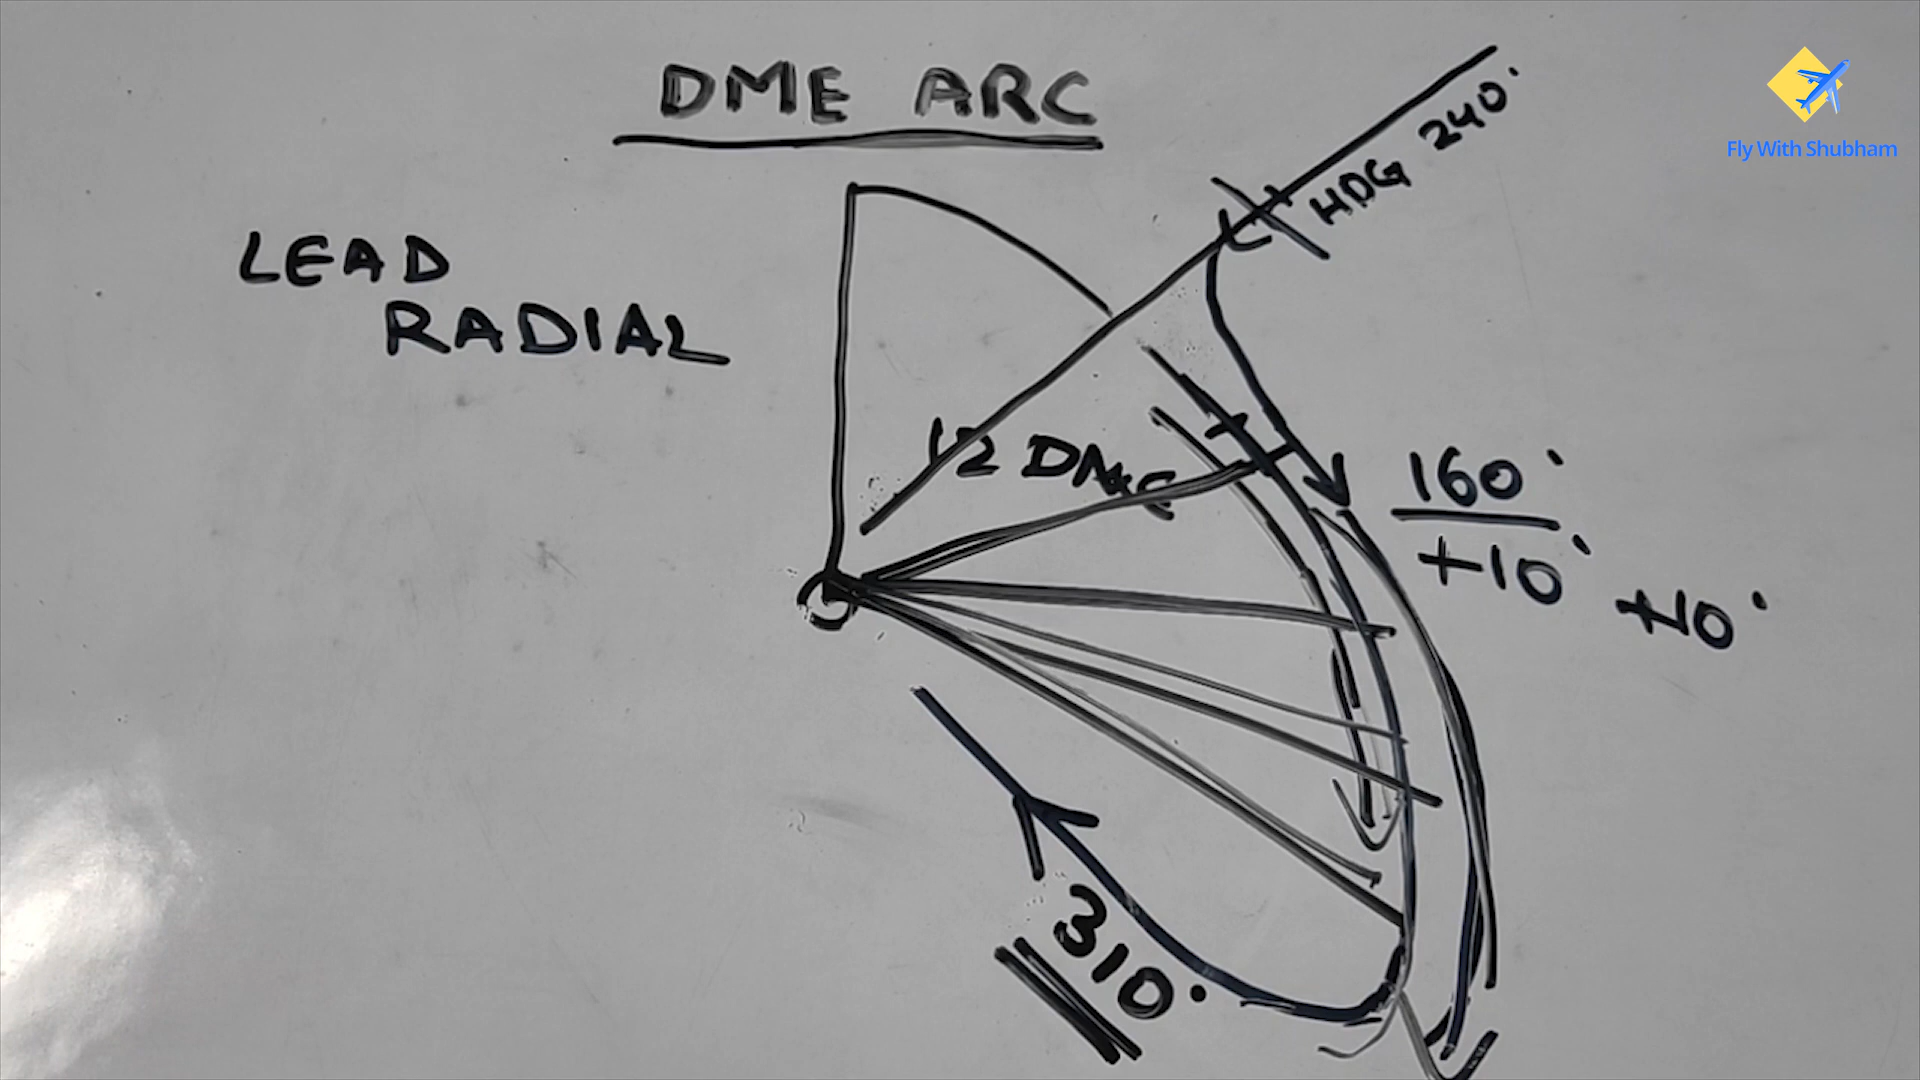 DME ARC
Fly With Shubham
HDG 240°
LEAD
RADIAL
12 DME
160°
+10°
+10°
310°